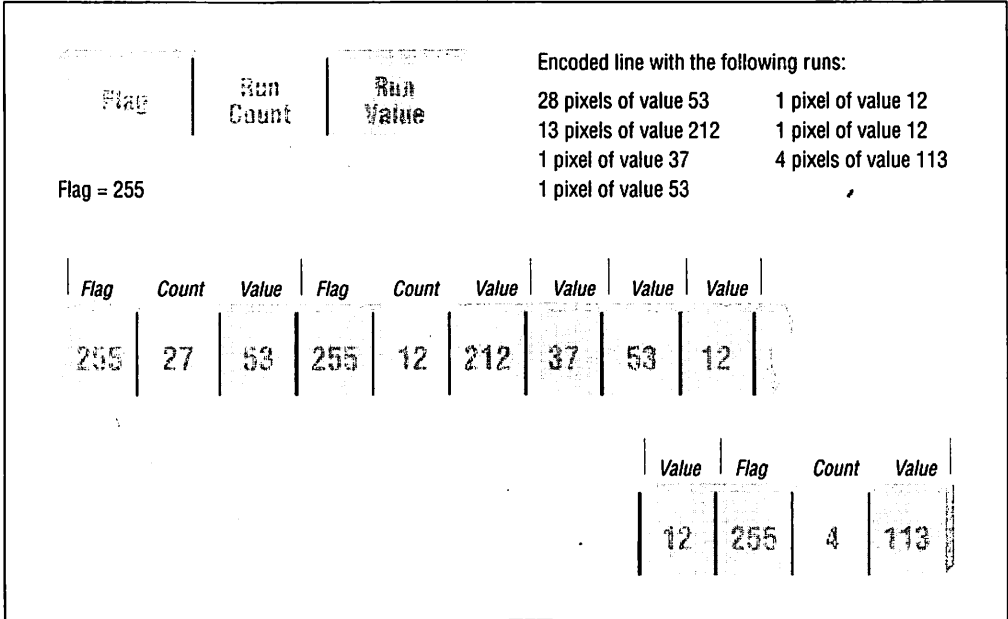 Flag Run Count Run Value
Flag = 255
Encoded line with the following runs:
28 pixels of value 53
13 pixels of value 212
1 pixel of value 37
1 pixel of value 53
1 pixel of value 12
1 pixel of value 12
4 pixels of value 113
Flag Count Value Flag Count Value Value Value Value
255 27 53 255 12 212 37 53 12
Value Flag Count Value
12 255 4 113